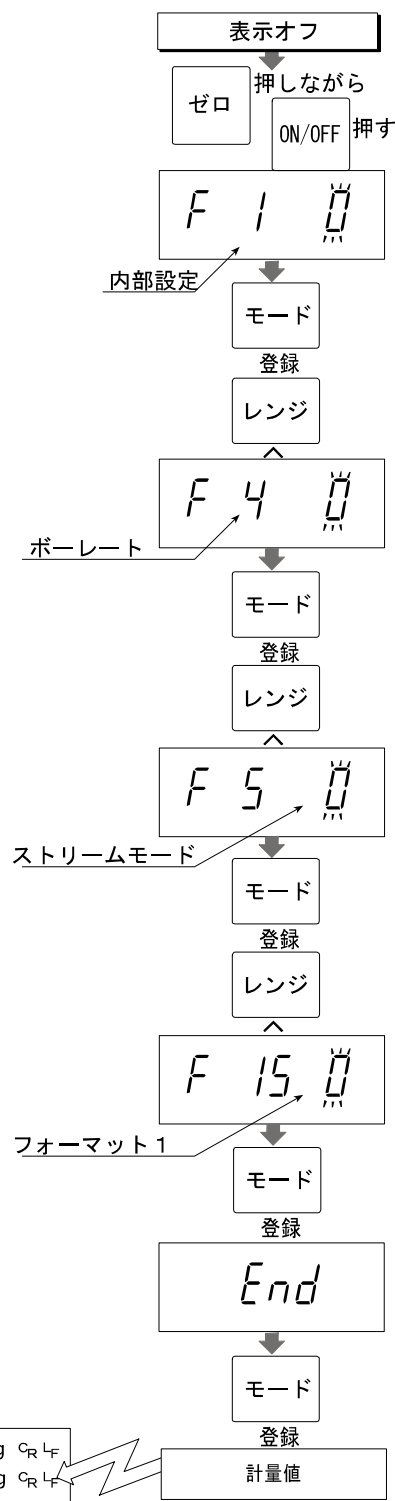 表示オフ
ゼロ
押しながら
ON/OFF
押す
F 1 0
内部設定
モード
登録
レンジ
F 4 0
ボーレート
モード
登録
レンジ
F 5 0
ストリームモード
モード
登録
レンジ
F 15 0
フォーマット1
モード
登録
End
モード
登録
g CR LF
g CR LF
計量値